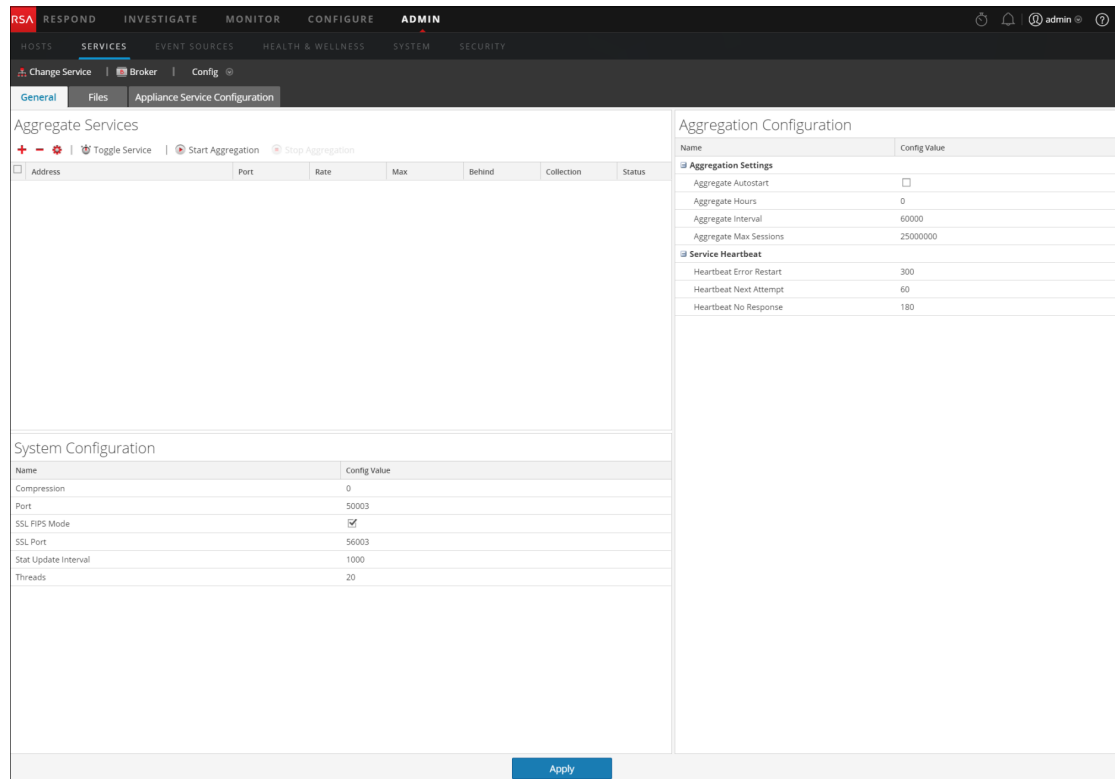 RSA RESPOND INVESTIGATE MONITOR CONFIGURE ADMIN admin
HOSTS SERVICES EVENT SOURCES HEALTH & WELLNESS SYSTEM SECURITY
Change Service | Broker | Config
General Files Appliance Service Configuration
Aggregate Services
Toggle Service | Start Aggregation Stop Aggregation
Address Port Rate Max Behind Collection Status
System Configuration
Name Config Value
Compression 0
Port 50003
SSL FIPS Mode
SSL Port 56003
Stat Update Interval 1000
Threads 20
Aggregation Configuration
Name Config Value
Aggregation Settings
Aggregate Autostart
Aggregate Hours 0
Aggregate Interval 60000
Aggregate Max Sessions 25000000
Service Heartbeat
Heartbeat Error Restart 300
Heartbeat Next Attempt 60
Heartbeat No Response 180
Apply